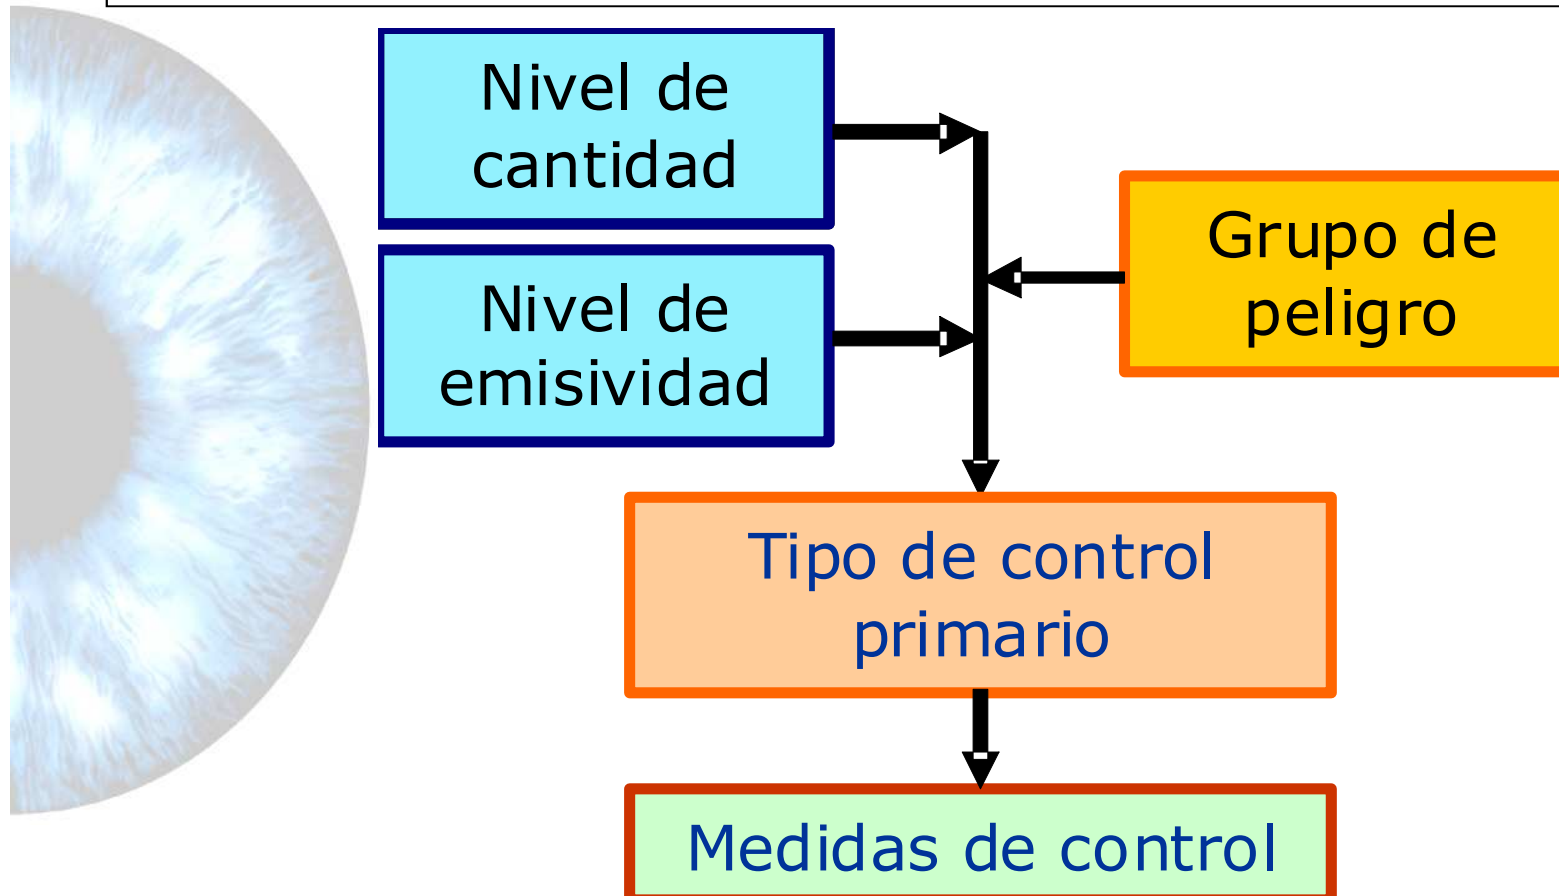 Nivel de
cantidad
Nivel de
emisividad
Grupo de
peligro
Tipo de control
primario
Medidas de control